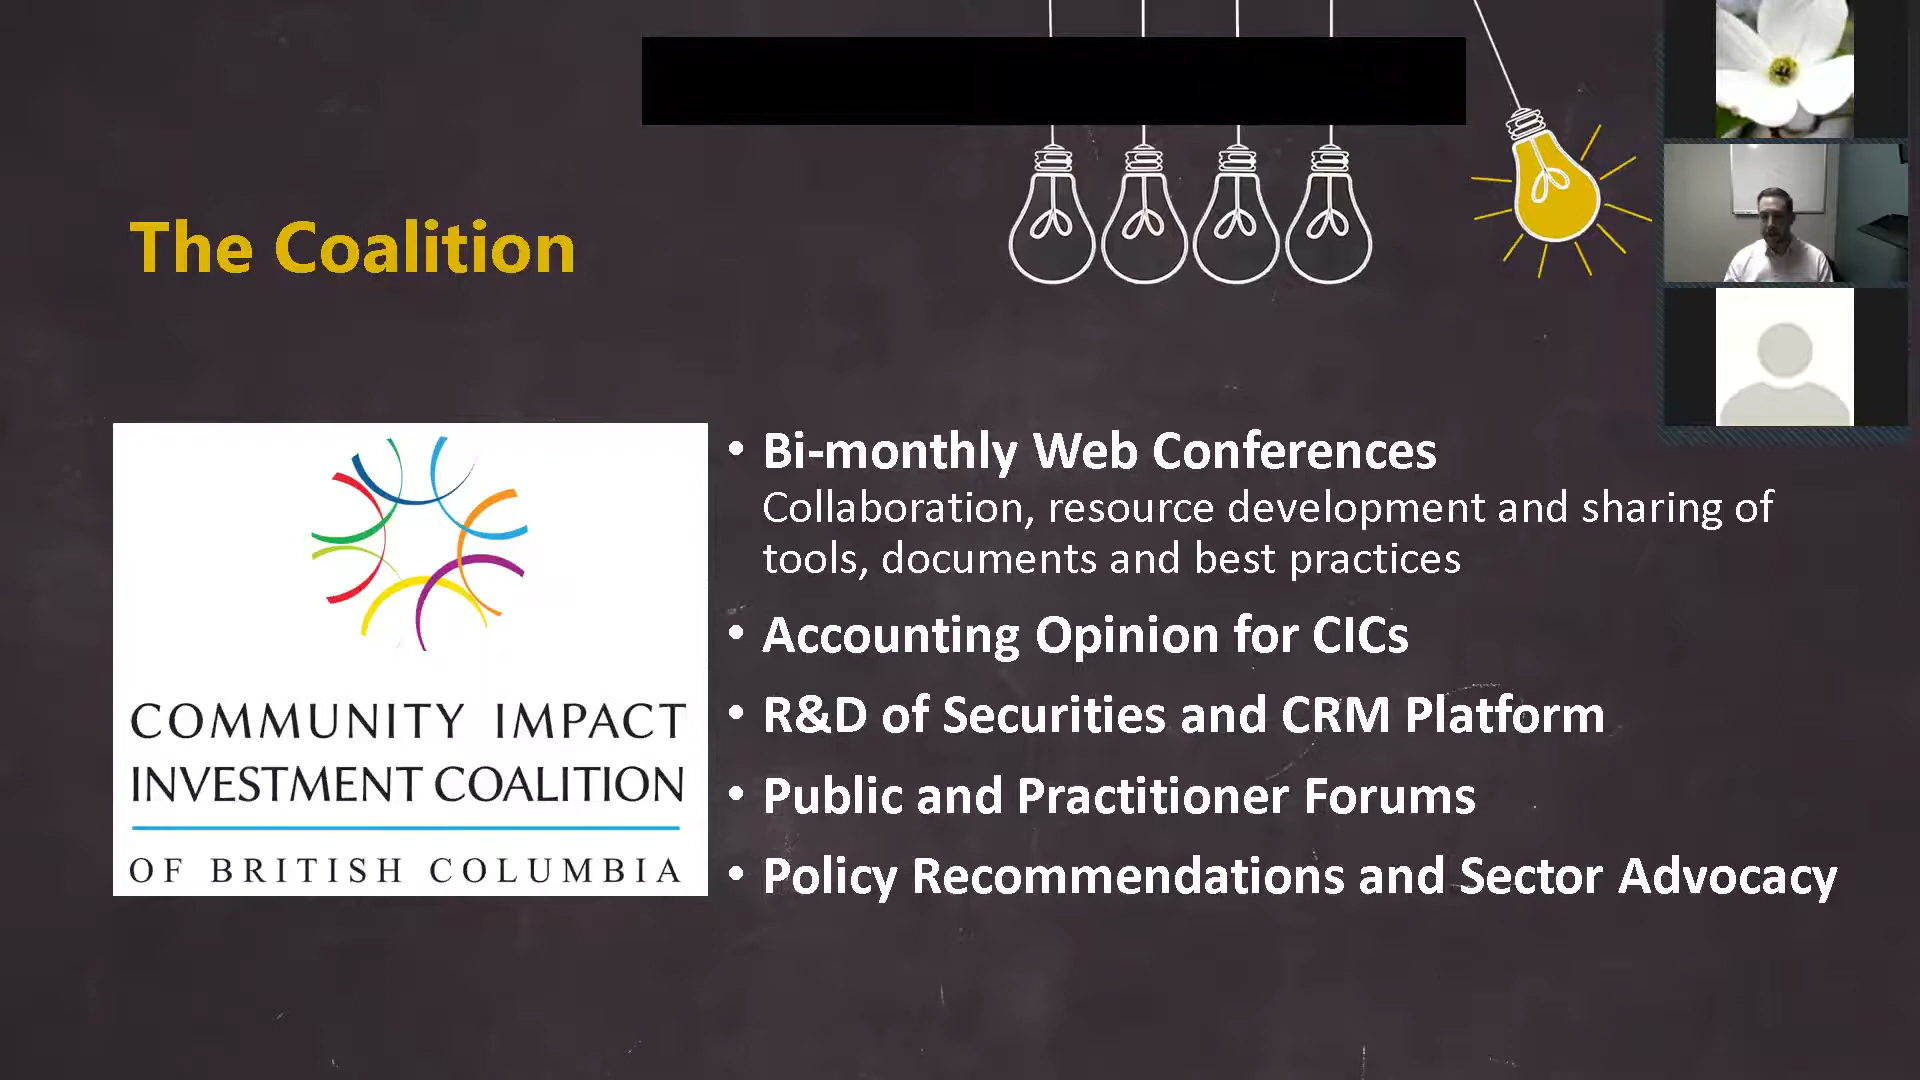 The Coalition
COMMUNITY IMPACT
INVESTMENT COALITION
OF BRITISH COLUMBIA
• Bi-monthly Web Conferences
Collaboration, resource development and sharing of
tools, documents and best practices
• Accounting Opinion for CICs
• R&D of Securities and CRM Platform
• Public and Practitioner Forums
• Policy Recommendations and Sector Advocacy